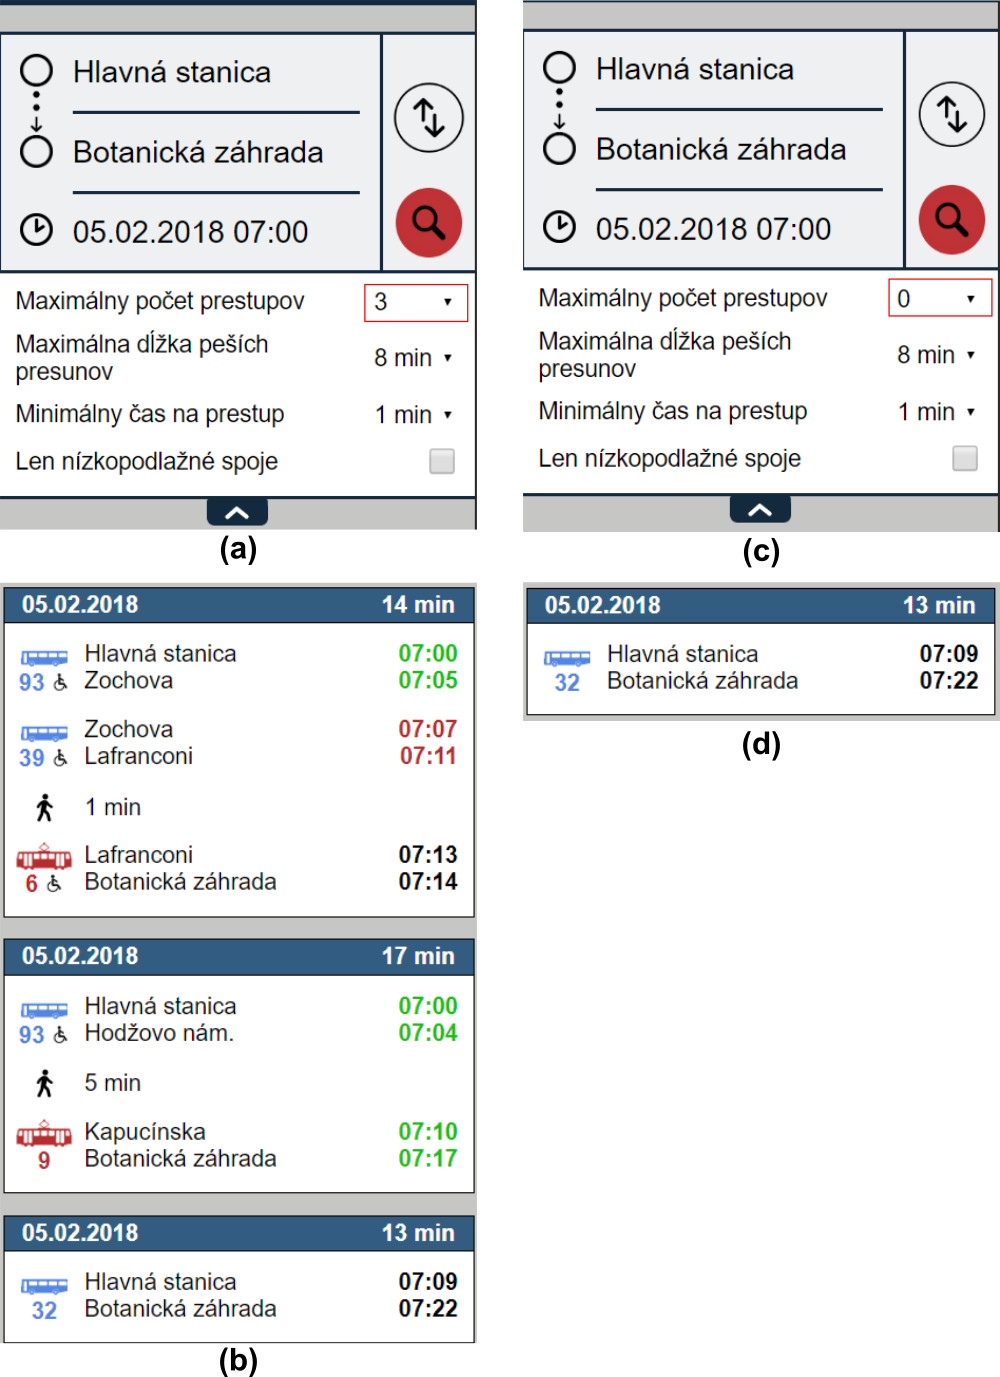 Hlavná stanica
Botanická záhrada
05.02.2018 07:00
Maximálny počet prestupov 3
Maximálna dĺžka peších
presunov 8 min
Minimálny čas na prestup 1 min
Len nízkopodlažné spoje
(a)
05.02.2018 14 min
Hlavná stanica 07:00
93 Zochova 07:05
Zochova 07:07
39 Lafranconi 07:11
1 min
Lafranconi 07:13
6 Botanická záhrada 07:14
05.02.2018 17 min
Hlavná stanica 07:00
93 Hodžovo nám. 07:04
5 min
Kapucínska 07:10
9 Botanická záhrada 07:17
05.02.2018 13 min
Hlavná stanica 07:09
32 Botanická záhrada 07:22
(b)
Hlavná stanica
Botanická záhrada
05.02.2018 07:00
Maximálny počet prestupov 0
Maximálna dĺžka peších
presunov 8 min
Minimálny čas na prestup 1 min
Len nízkopodlažné spoje
(c)
05.02.2018 13 min
Hlavná stanica 07:09
32 Botanická záhrada 07:22
(d)